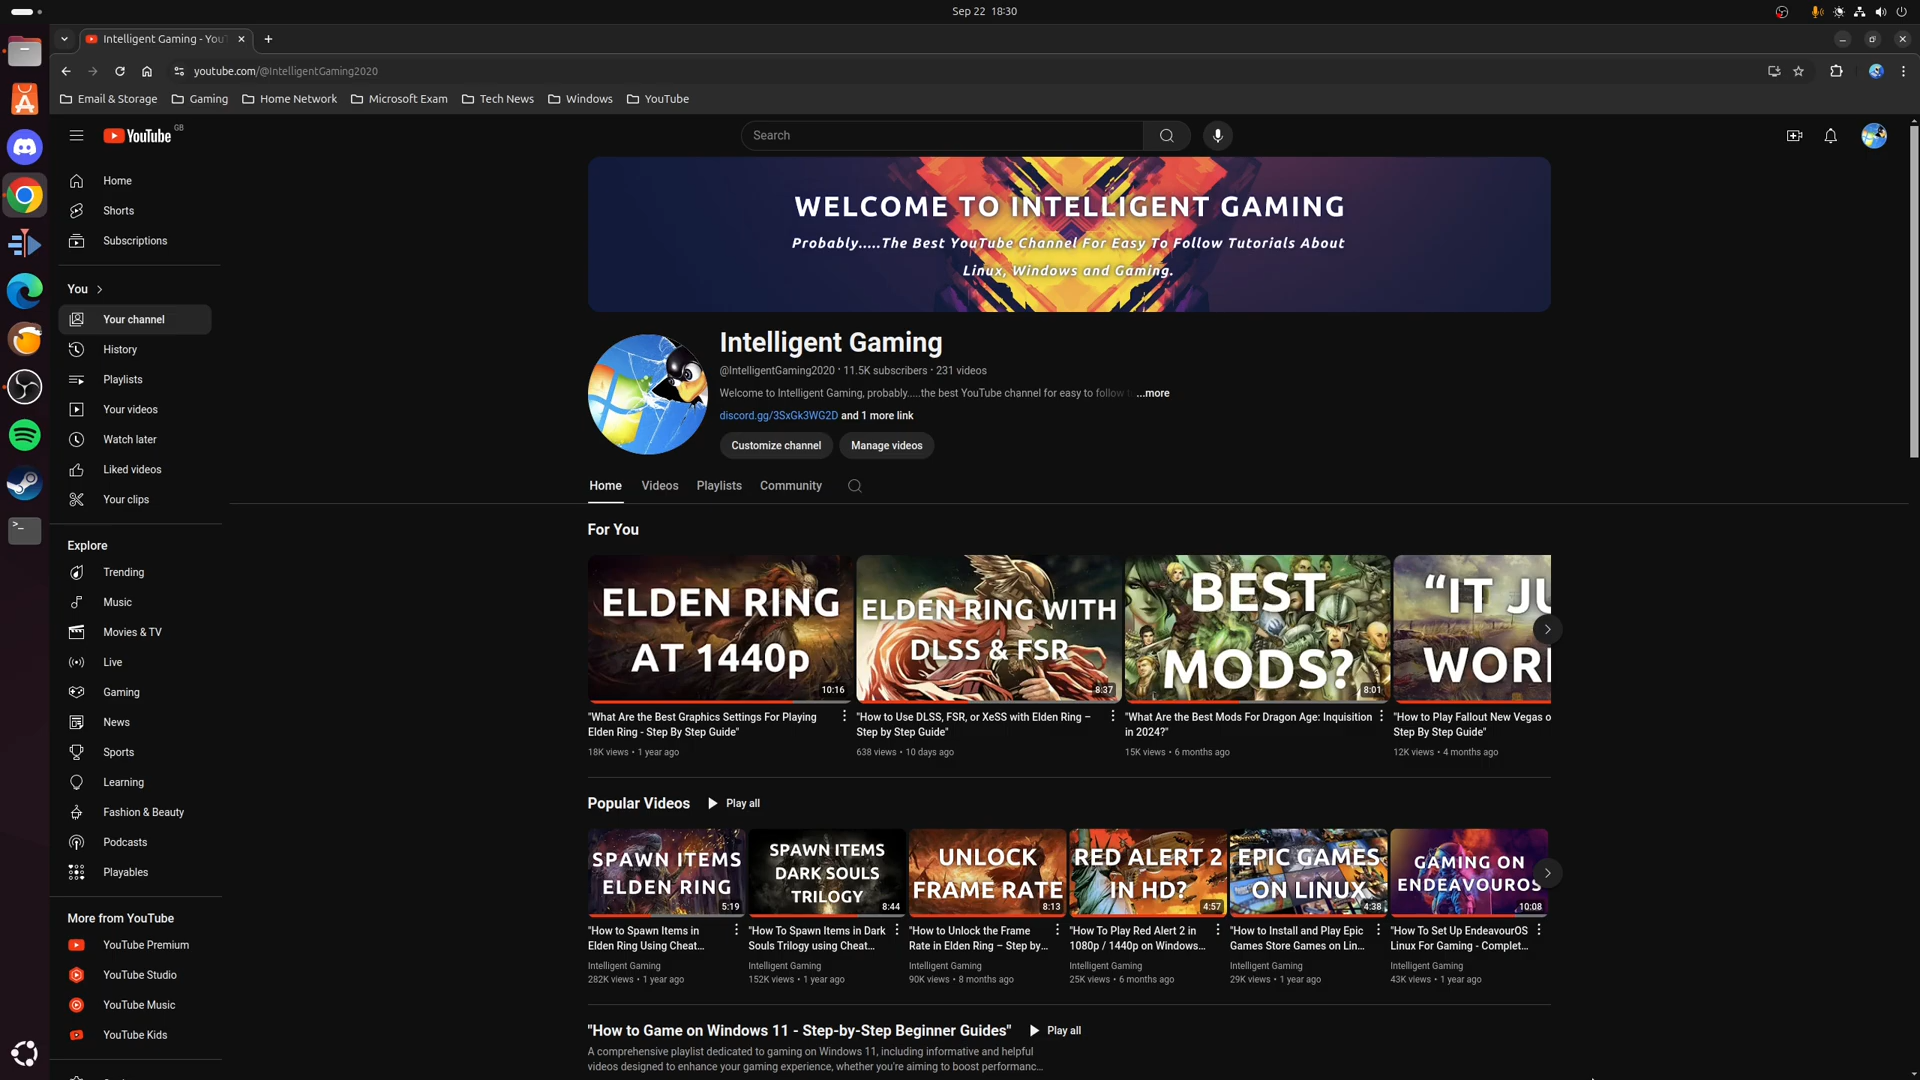 Sep 22 18:30
Intelligent Gaming - You
youtube.com/@IntelligentGaming2020
Email & Storage
Gaming
Home Network
Microsoft Exam
Tech News
Windows
YouTube
YouTube GB
Search
Home
Shorts
Subscriptions
You
Your channel
History
Playlists
Your videos
Watch later
Liked videos
Your clips
Explore
Trending
Music
Movies & TV
Live
Gaming
News
Sports
Learning
Fashion & Beauty
Podcasts
Playables
More from YouTube
YouTube Premium
YouTube Studio
YouTube Music
YouTube Kids
WELCOME TO INTELLIGENT GAMING
Probably.....The Best YouTube Channel For Easy To Follow Tutorials About
Linux, Windows and Gaming.
Intelligent Gaming
@IntelligentGaming2020 · 11.5K subscribers · 231 videos
Welcome to Intelligent Gaming, probably.....the best YouTube channel for easy to follow ...more
discord.gg/3SxGk3WG2D and 1 more link
Customize channel
Manage videos
Home
Videos
Playlists
Community
For You
ELDEN RING
AT 1440p
10:16
"What Are the Best Graphics Settings For Playing
Elden Ring - Step By Step Guide"
18K views • 1 year ago
ELDEN RING WITH
DLSS & FSR
8:37
"How to Use DLSS, FSR, or XeSS with Elden Ring –
Step by Step Guide"
638 views • 10 days ago
BEST
MODS?
8:01
"What Are the Best Mods For Dragon Age: Inquisition
in 2024?"
15K views • 6 months ago
"IT JU
WOR
"How to Play Fallout New Vegas o
Step By Step Guide"
12K views • 4 months ago
Popular Videos
Play all
SPAWN ITEMS
ELDEN RING
5:19
"How to Spawn Items in
Elden Ring Using Cheat...
Intelligent Gaming
282K views • 1 year ago
SPAWN ITEMS
DARK SOULS
TRILOGY
8:44
"How To Spawn Items in Dark
Souls Trilogy using Cheat...
Intelligent Gaming
152K views • 1 year ago
UNLOCK
FRAME RATE
8:13
"How to Unlock the Frame
Rate in Elden Ring – Step by...
Intelligent Gaming
90K views • 8 months ago
RED ALERT 2
IN HD?
4:57
"How To Play Red Alert 2 in
1080p / 1440p on Windows...
Intelligent Gaming
25K views • 6 months ago
EPIC GAMES
ON LINUX
4:38
"How to Install and Play Epic
Games Store Games on Lin...
Intelligent Gaming
29K views • 1 year ago
GAMING ON
ENDEAVOUROS
10:08
"How To Set Up EndeavourOS
Linux For Gaming - Complet...
Intelligent Gaming
43K views • 1 year ago
"How to Game on Windows 11 - Step-by-Step Beginner Guides"
Play all
A comprehensive playlist dedicated to gaming on Windows 11, including informative and helpful
videos designed to enhance your gaming experience, whether you're aiming to boost performanc...